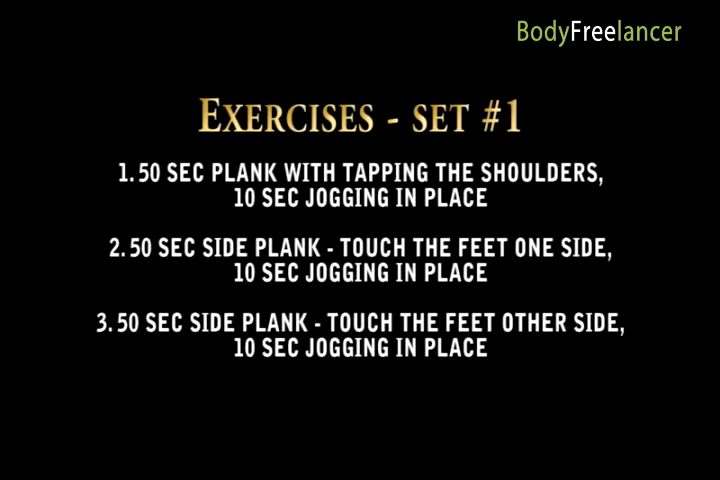 BodyFreelancer
EXERCISES - SET #1
1. 50 SEC PLANK WITH TAPPING THE SHOULDERS,
10 SEC JOGGING IN PLACE
2. 50 SEC SIDE PLANK - TOUCH THE FEET ONE SIDE,
10 SEC JOGGING IN PLACE
3. 50 SEC SIDE PLANK - TOUCH THE FEET OTHER SIDE,
10 SEC JOGGING IN PLACE